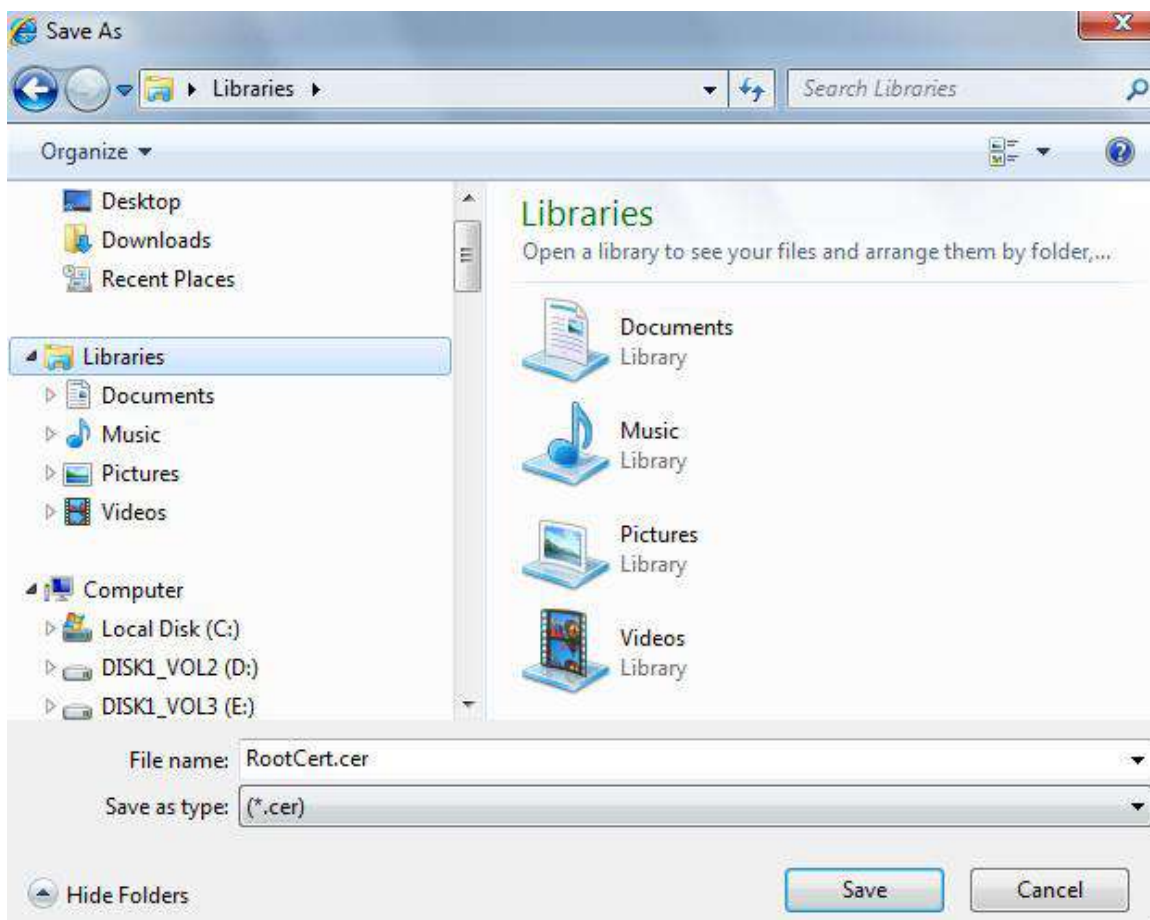 Save As
Libraries
Search Libraries
Organize
Desktop
Downloads
Recent Places
Libraries
Documents
Music
Pictures
Videos
Computer
Local Disk (C:)
DISK1_VOL2 (D:)
DISK1_VOL3 (E:)
Libraries
Open a library to see your files and arrange them by folder,...
Documents
Library
Music
Library
Pictures
Library
Videos
Library
File name: RootCert.cer
Save as type: (*.cer)
Hide Folders
Save
Cancel